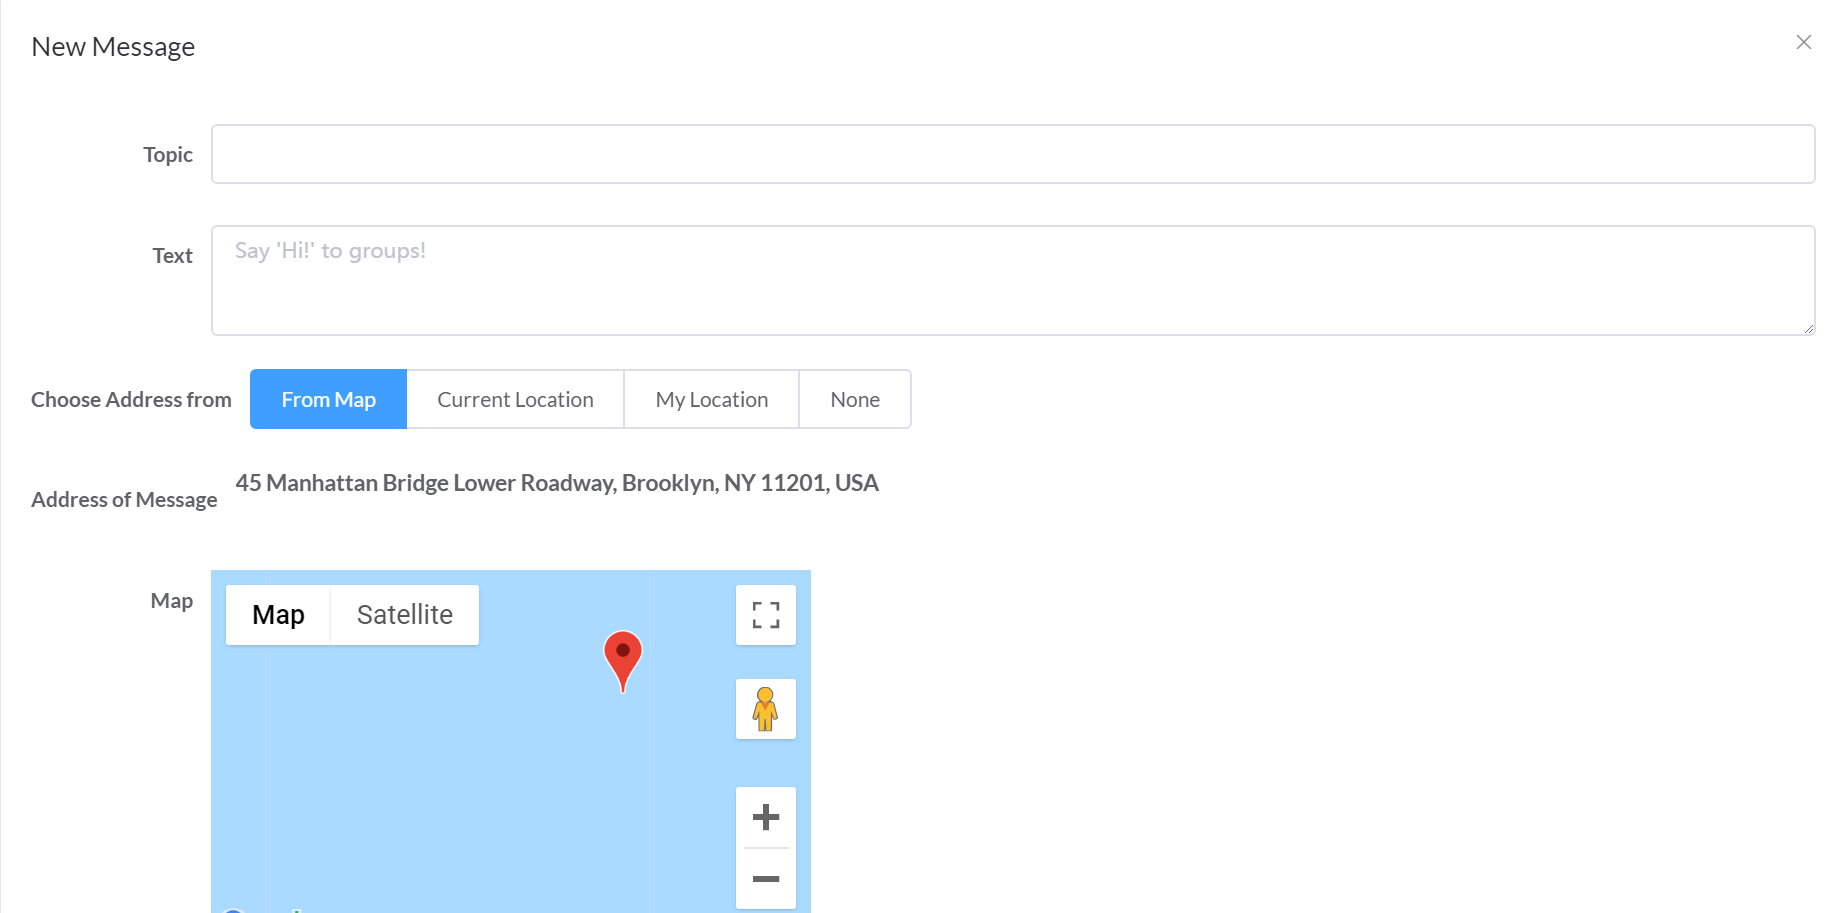 New Message
Topic
Text
Say 'Hi!' to groups!
Choose Address from
From Map
Current Location
My Location
None
Address of Message
45 Manhattan Bridge Lower Roadway, Brooklyn, NY 11201, USA
Map
Map
Satellite